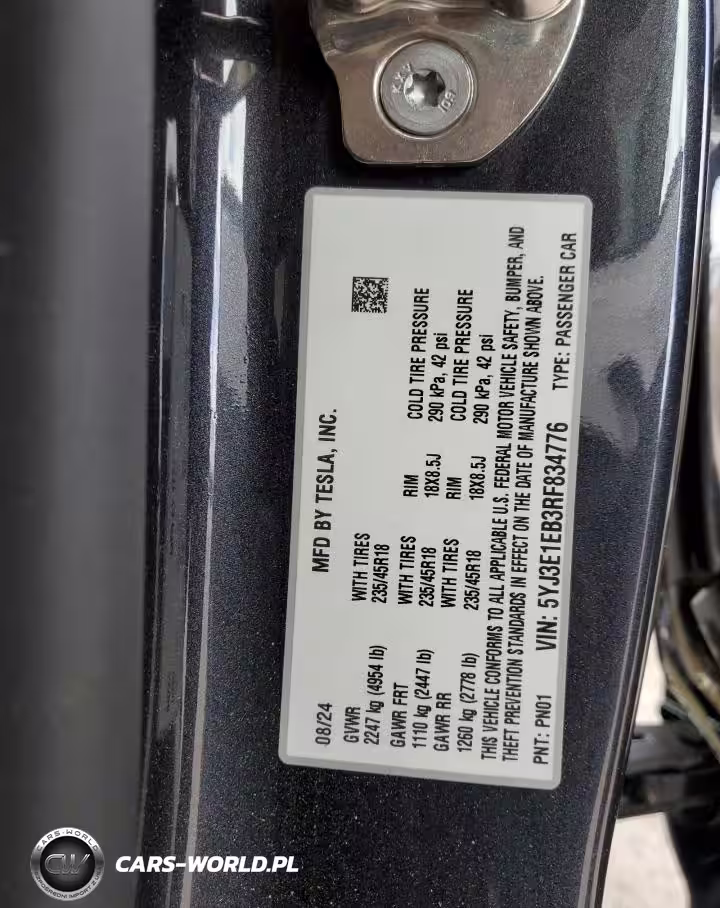 08/24 MFD BY TESLA, INC.
GVWR WITH TIRES
2247 kg (4954 lb) 235/45R18
GAWR FRT WITH TIRES RIM COLD TIRE PRESSURE
1110 kg (2447 lb) 235/45R18 18X8.5J 290 kPa, 42 psi
GAWR RR WITH TIRES RIM COLD TIRE PRESSURE
1260 kg (2778 lb) 235/45R18 18X8.5J 290 kPa, 42 psi
THIS VEHICLE CONFORMS TO ALL APPLICABLE U.S. FEDERAL MOTOR VEHICLE SAFETY, BUMPER, AND
THEFT PREVENTION STANDARDS IN EFFECT ON THE DATE OF MANUFACTURE SHOWN ABOVE.
PNT: PN01 VIN: 5YJ3E1EB3RF834776 TYPE: PASSENGER CAR
CARS-WORLD
CW
CARS-WORLD.PL